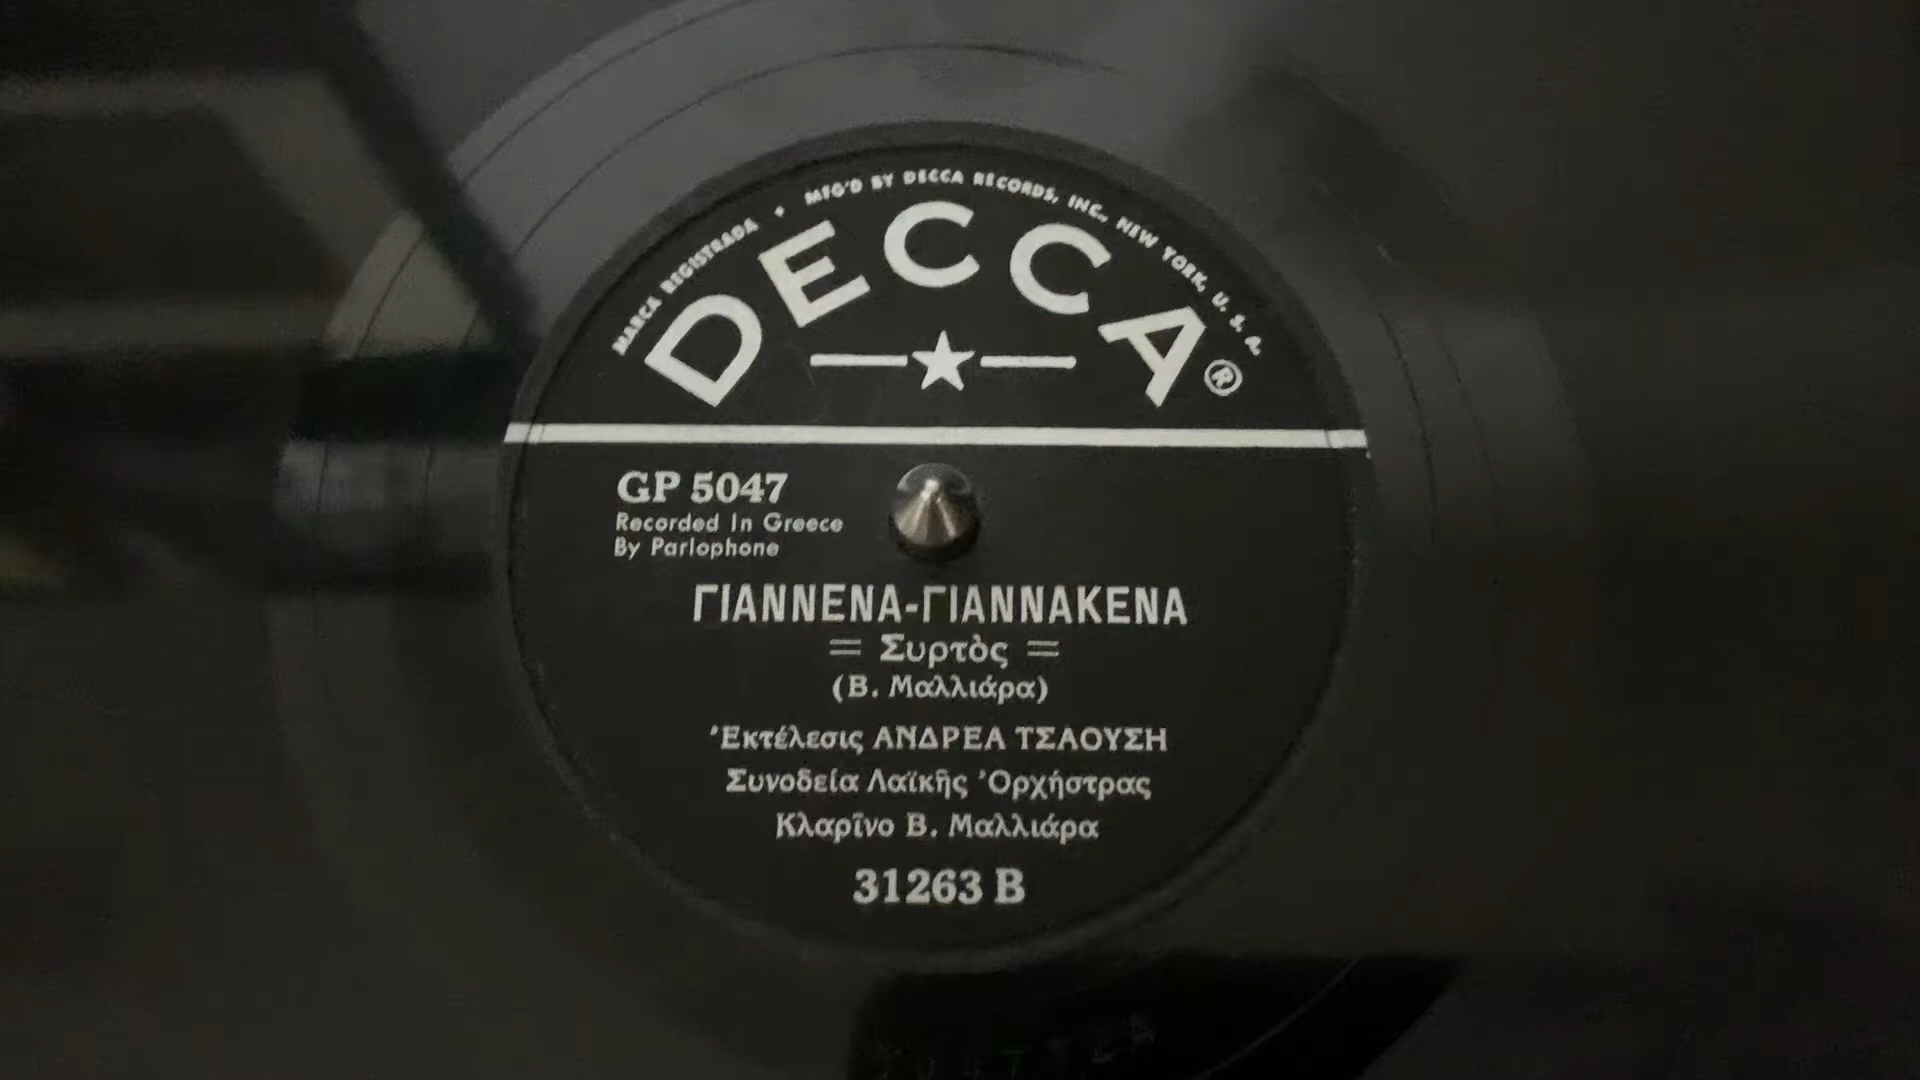 MARCA REGISTRADA • MFG'D BY DECCA RECORDS, INC., NEW YORK, U. S. A.
DECCA®
GP 5047
Recorded In Greece
By Parlophone
ΓΙΑΝΝΕΝΑ-ΓΙΑΝΝΑΚΕΝΑ
= Συρτὸς =
(Β. Μαλλιάρα)
Ἐκτέλεσις ΑΝΔΡΕΑ ΤΣΑΟΥΣΗ
Συνοδεία Λαϊκῆς Ὀρχήστρας
Κλαρῖνο Β. Μαλλιάρα
31263 B